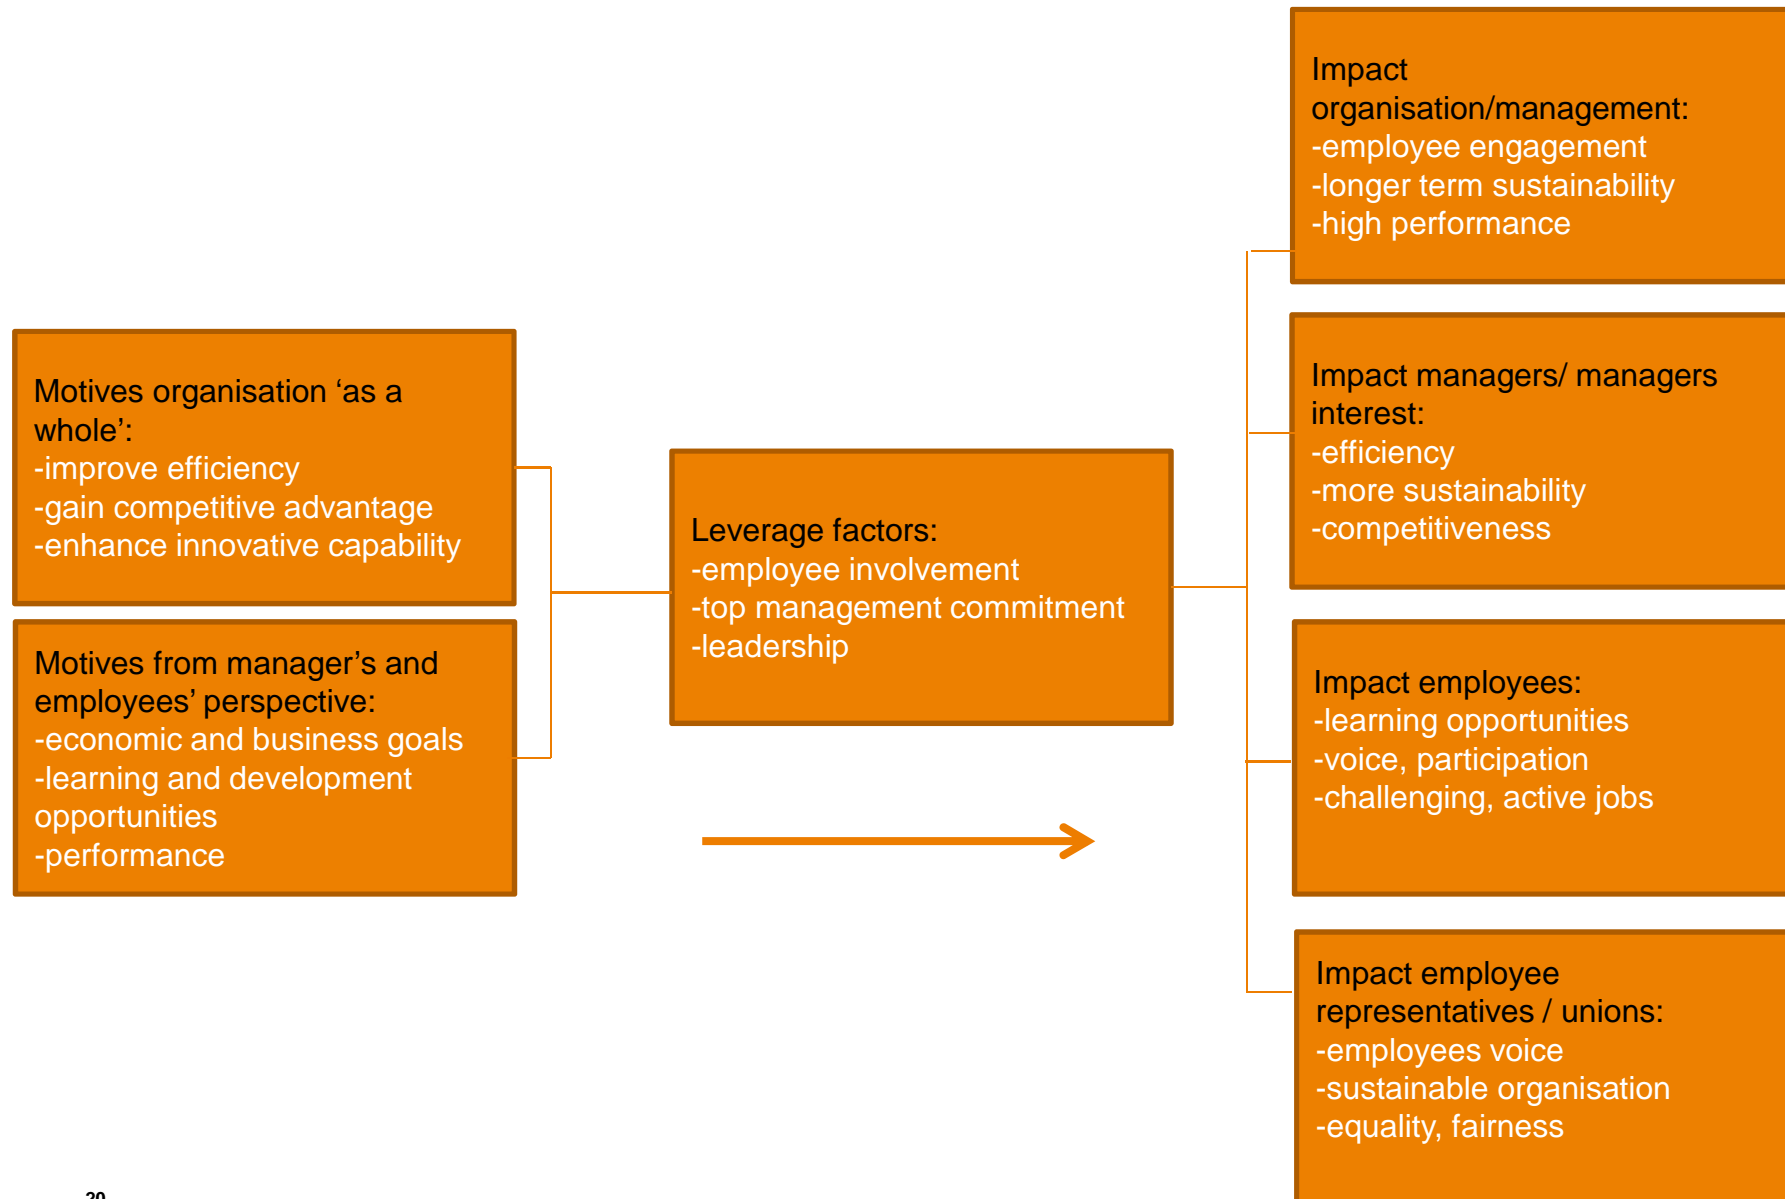 Motives organisation ‘as a
whole’:
-improve efficiency
-gain competitive advantage
-enhance innovative capability
Motives from manager’s and
employees’ perspective:
-economic and business goals
-learning and development
opportunities
-performance
Leverage factors:
-employee involvement
-top management commitment
-leadership
Impact
organisation/management:
-employee engagement
-longer term sustainability
-high performance
Impact managers/ managers
interest:
-efficiency
-more sustainability
-competitiveness
Impact employees:
-learning opportunities
-voice, participation
-challenging, active jobs
Impact employee
representatives / unions:
-employees voice
-sustainable organisation
-equality, fairness
20